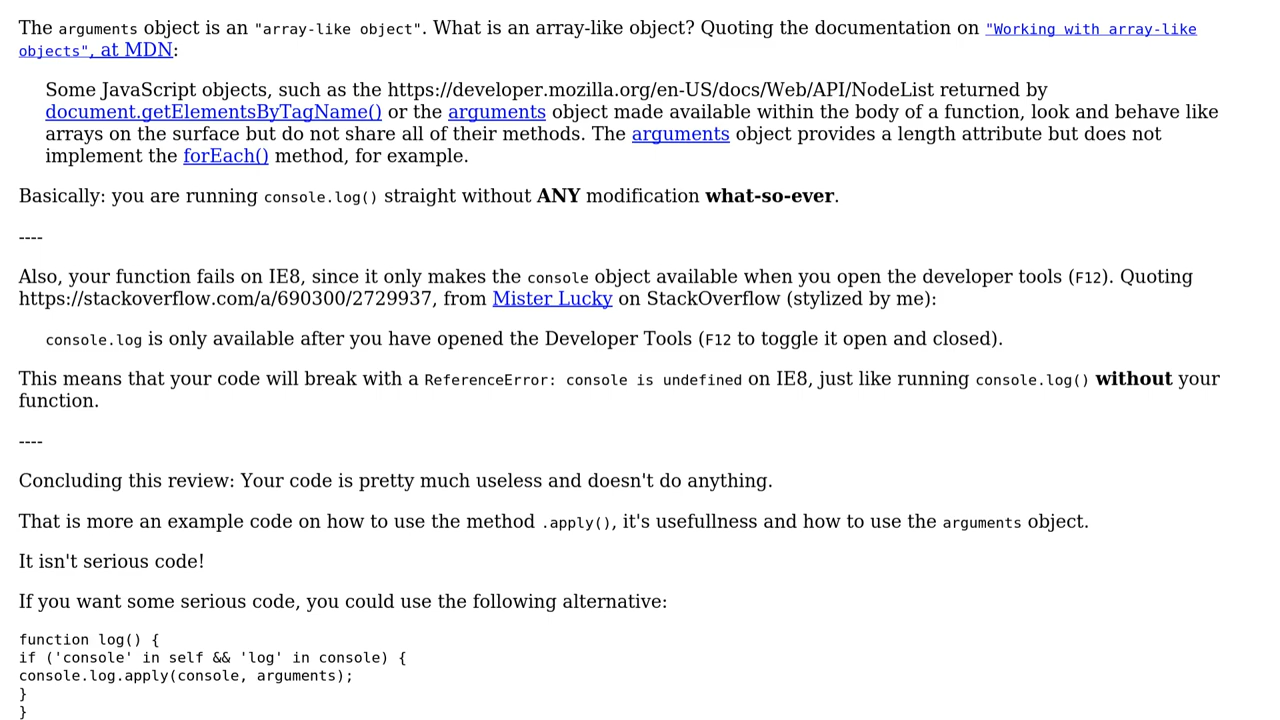 The arguments object is an "array-like object". What is an array-like object? Quoting the documentation on "Working with array-like
objects", at MDN:
Some JavaScript objects, such as the https://developer.mozilla.org/en-US/docs/Web/API/NodeList returned by
document.getElementsByTagName() or the arguments object made available within the body of a function, look and behave like
arrays on the surface but do not share all of their methods. The arguments object provides a length attribute but does not
implement the forEach() method, for example.
Basically: you are running console.log() straight without ANY modification what-so-ever.
----
Also, your function fails on IE8, since it only makes the console object available when you open the developer tools (F12). Quoting
https://stackoverflow.com/a/690300/2729937, from Mister Lucky on StackOverflow (stylized by me):
console.log is only available after you have opened the Developer Tools (F12 to toggle it open and closed).
This means that your code will break with a ReferenceError: console is undefined on IE8, just like running console.log() without your
function.
----
Concluding this review: Your code is pretty much useless and doesn't do anything.
That is more an example code on how to use the method .apply(), it's usefullness and how to use the arguments object.
It isn't serious code!
If you want some serious code, you could use the following alternative:
function log() {
if ('console' in self && 'log' in console) {
console.log.apply(console, arguments);
}
}